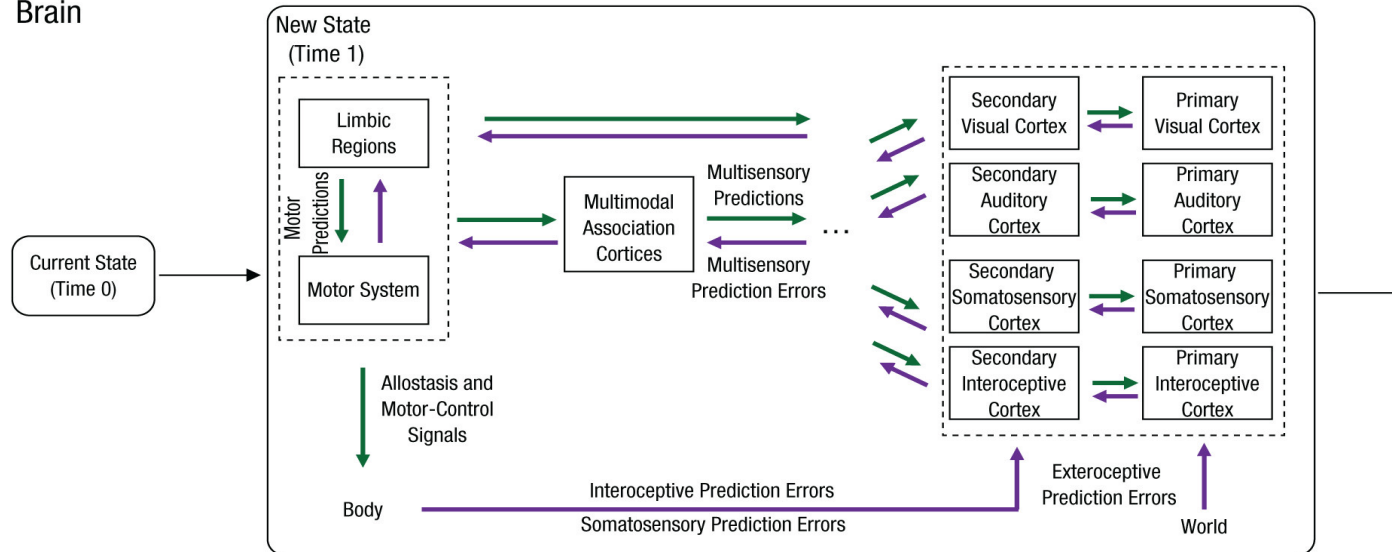 Brain
New State
(Time 1)
Limbic
Regions
Motor
Predictions
Motor System
Current State
(Time 0)
Multimodal
Association
Cortices
Multisensory
Predictions
...
Multisensory
Prediction Errors
Secondary
Visual Cortex
Primary
Visual Cortex
Secondary
Auditory
Cortex
Primary
Auditory
Cortex
Secondary
Somatosensory
Cortex
Primary
Somatosensory
Cortex
Secondary
Interoceptive
Cortex
Primary
Interoceptive
Cortex
Allostasis and
Motor-Control
Signals
Body
Interoceptive Prediction Errors
Somatosensory Prediction Errors
Exteroceptive
Prediction Errors
World